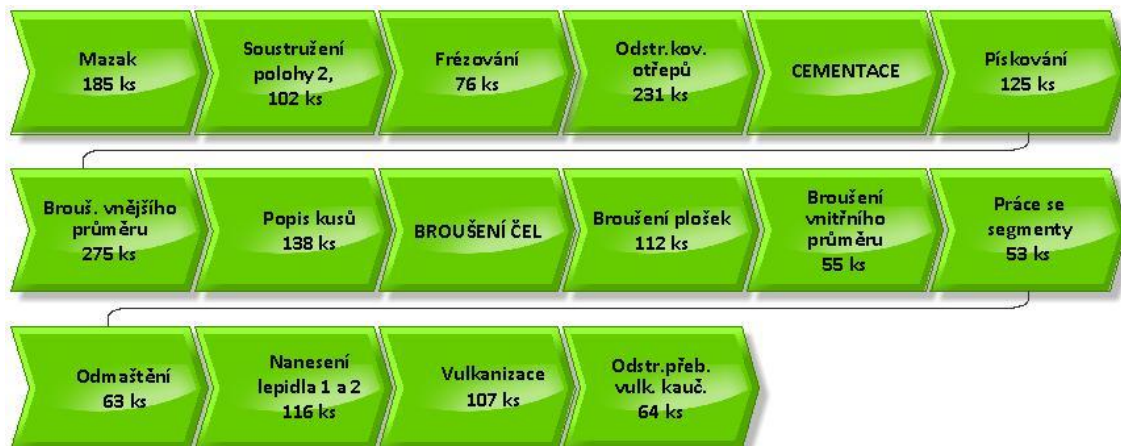 Mazak
185 ks
Soustružení
polohy 2,
102 ks
Frézování
76 ks
Odstr.kov.
otřepů
231 ks
CEMENTACE
Pískování
125 ks
Brouš. vnějšího
průměru
275 ks
Popis kusů
138 ks
BROUŠENÍ ČEL
Broušení plošek
112 ks
Broušení
vnitřního
průměru
55 ks
Práce se
segmenty
53 ks
Odmaštění
63 ks
Nanesení
lepidla 1 a 2
116 ks
Vulkanizace
107 ks
Odstr.přeb.
vulk. kauč.
64 ks